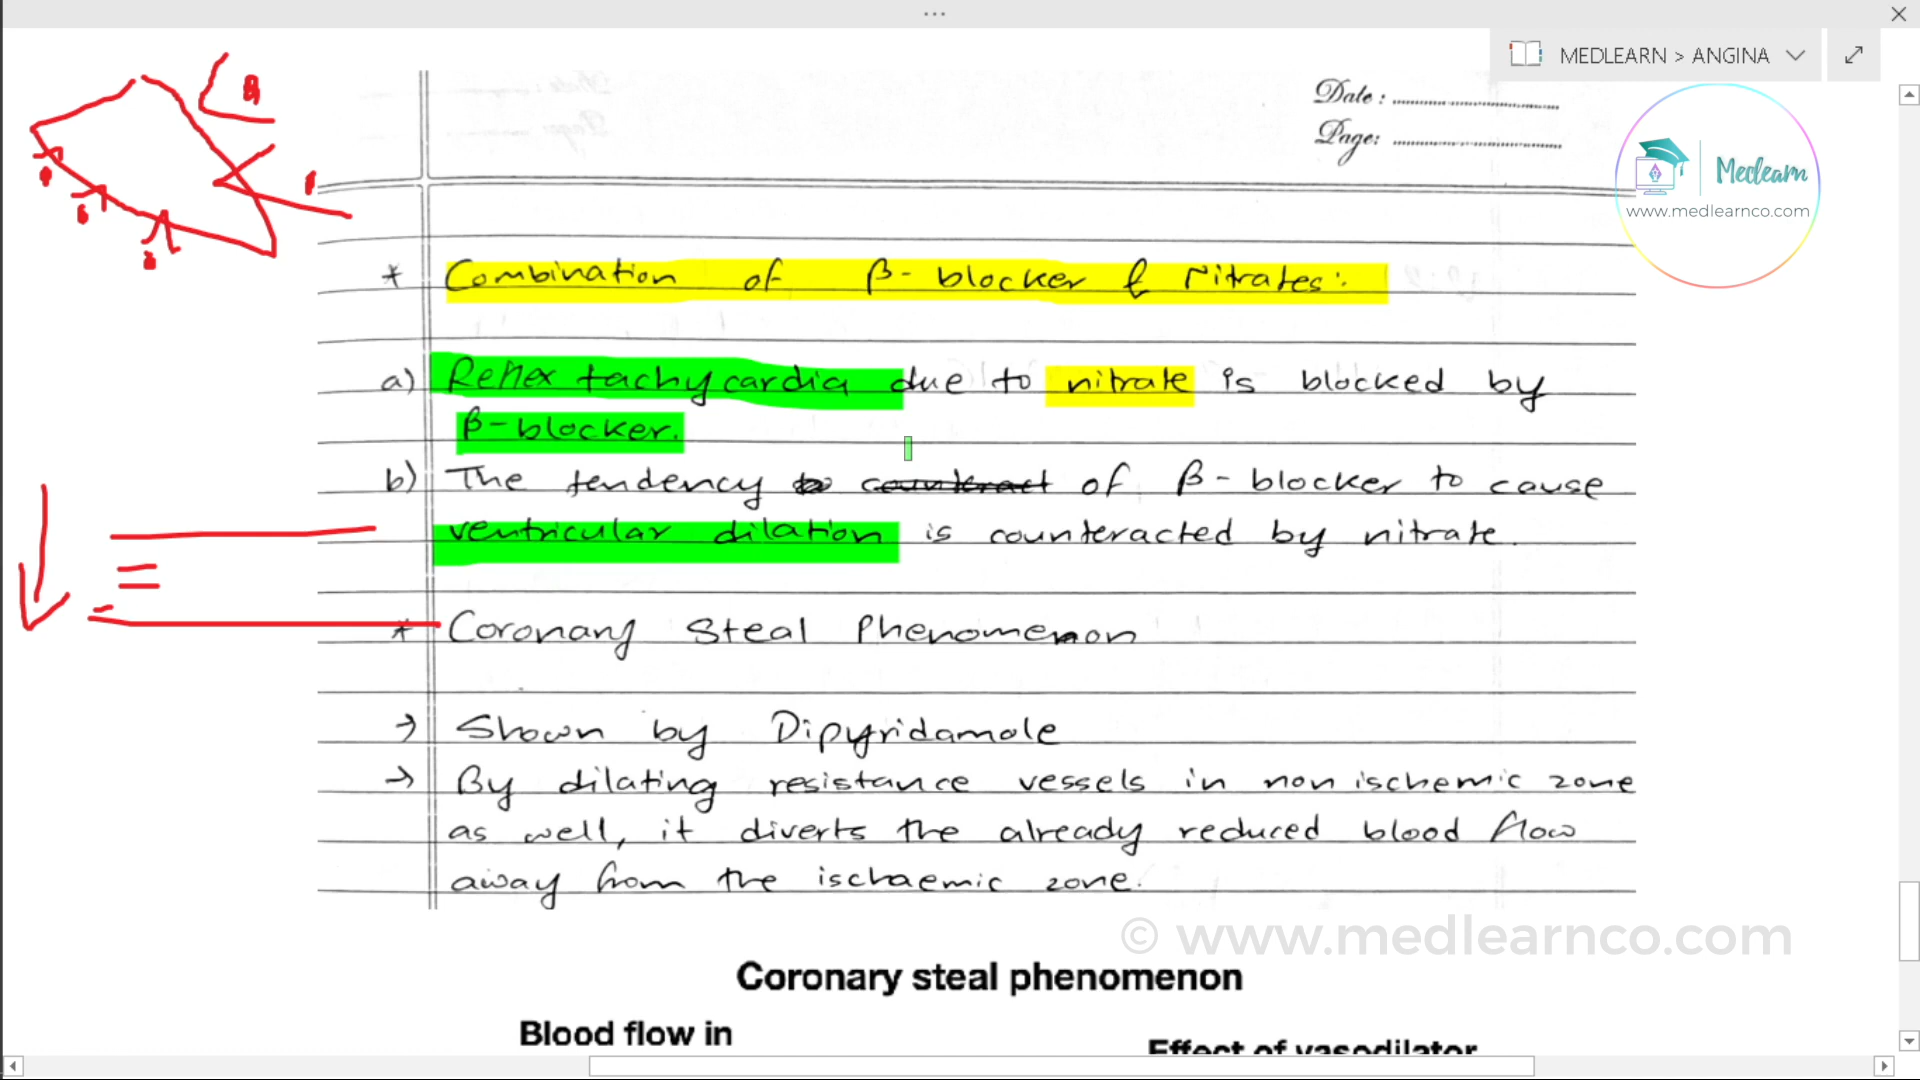 MEDLEARN > ANGINA
Date :
Page:
Medlearn
www.medlearnco.com
* Combination of β-blocker & Nitrates:
a) Reflex tachycardia due to nitrate is blocked by
β-blocker.
b) The tendency to counteract of β-blocker to cause
ventricular dilation is counteracted by nitrate.
* Coronary Steal Phenomenon
→ Shown by Dipyridamole
→ By dilating resistance vessels in non ischemic zone
as well, it diverts the already reduced blood flow
away from the ischaemic zone.
© www.medlearnco.com
Coronary steal phenomenon
Blood flow in
Effect of vasodilator